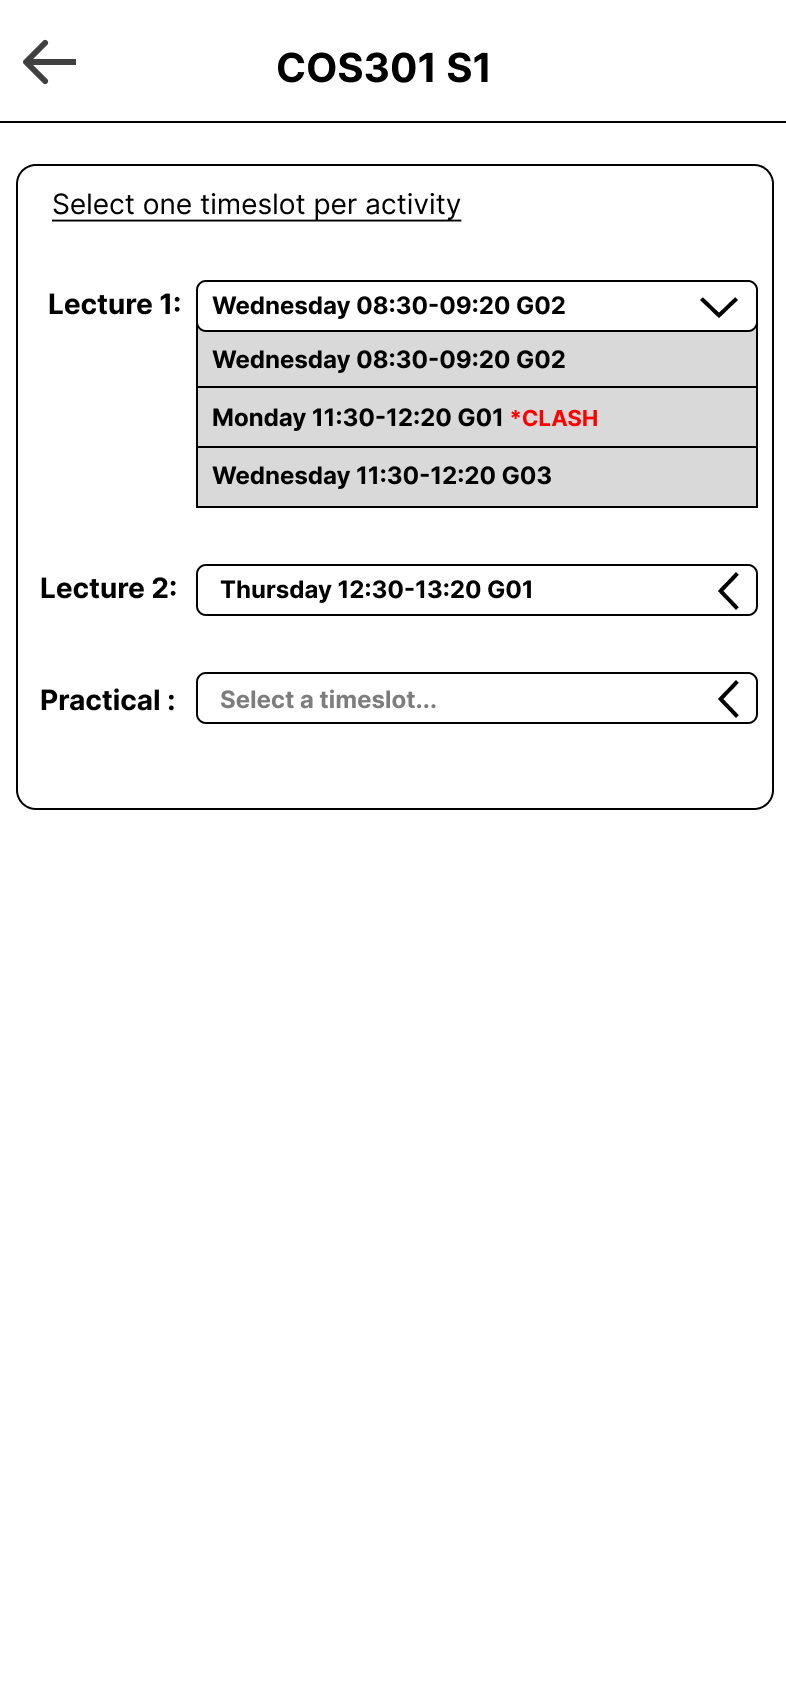 COS301 S1
Select one timeslot per activity
Lecture 1: Wednesday 08:30-09:20 G02
Wednesday 08:30-09:20 G02
Monday 11:30-12:20 G01 *CLASH
Wednesday 11:30-12:20 G03
Lecture 2: Thursday 12:30-13:20 G01
Practical : Select a timeslot...